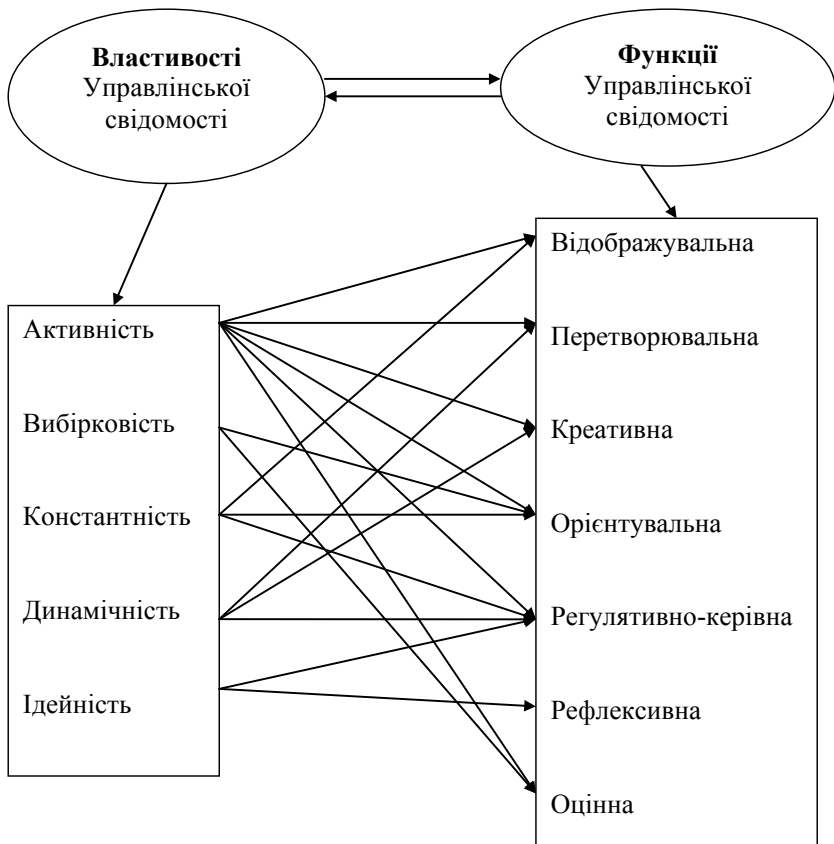 Властивості
Управлінської
свідомості
Функції
Управлінської
свідомості
Активність
Вибірковість
Константність
Динамічність
Ідейність
Відображувальна
Перетворювальна
Креативна
Орієнтувальна
Регулятивно-керівна
Рефлексивна
Оцінна